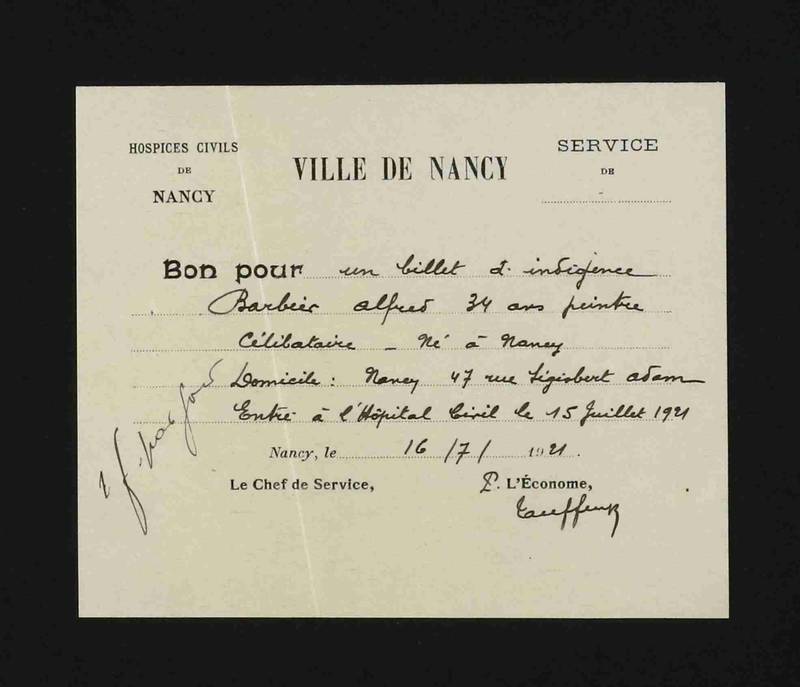 HOSPICES CIVILS
DE
NANCY
VILLE DE NANCY
SERVICE
DE
Bon pour un billet d'indigence
Barbier alfred 34 ans peintre
Célibataire - Né à Nancy
Domicile : Nancy 47 rue Sigisbert adam
Entré à l'Hôpital Civil le 15 Juillet 1921
Nancy, le 16 /7/ 1921.
Le Chef de Service,
P. L'Économe,